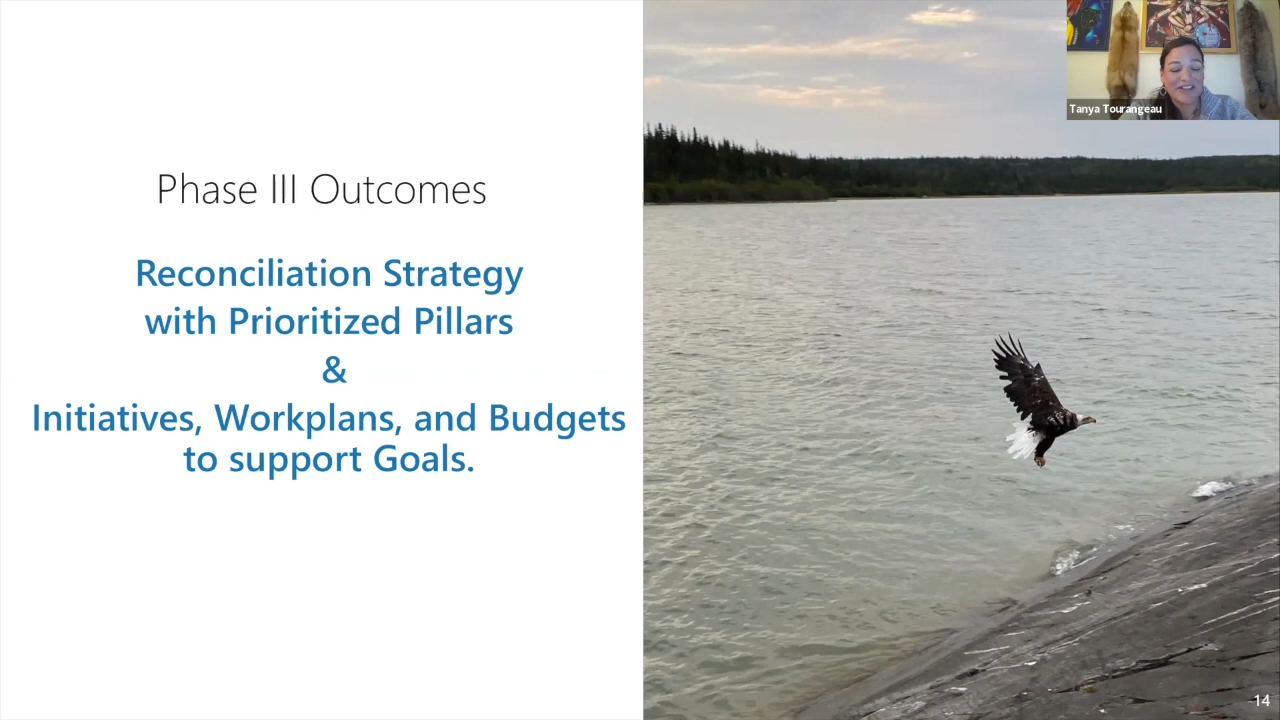 Phase III Outcomes
Reconciliation Strategy
with Prioritized Pillars
&
Initiatives, Workplans, and Budgets
to support Goals.
Tanya Tourangeau
14